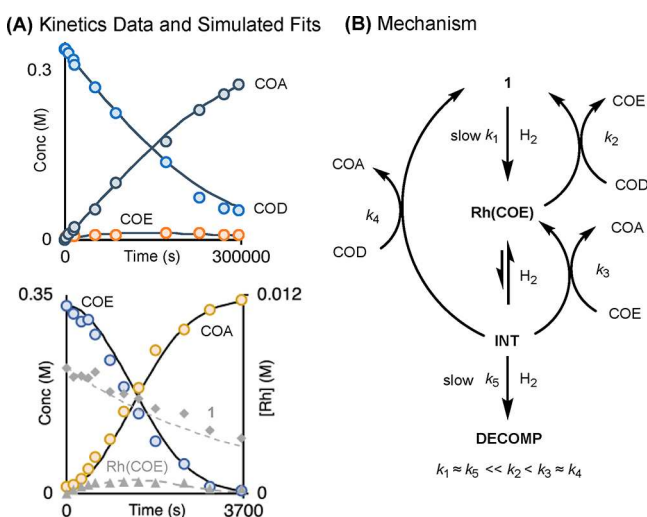 (A) Kinetics Data and Simulated Fits
0.3
Conc (M)
0
COA
COE
COD
0
Time (s)
300000
0.35
Conc (M)
0
COE
COA
1
Rh(COE)
0.012
[Rh] (M)
0
0
Time (s)
3700
(B) Mechanism
1
COE
slow k₁
H₂
k₂
COA
COD
Rh(COE)
k₄
COA
COD
H₂
k₃
COE
INT
slow k₅
H₂
DECOMP
k₁ ≈ k₅ << k₂ < k₃ ≈ k₄